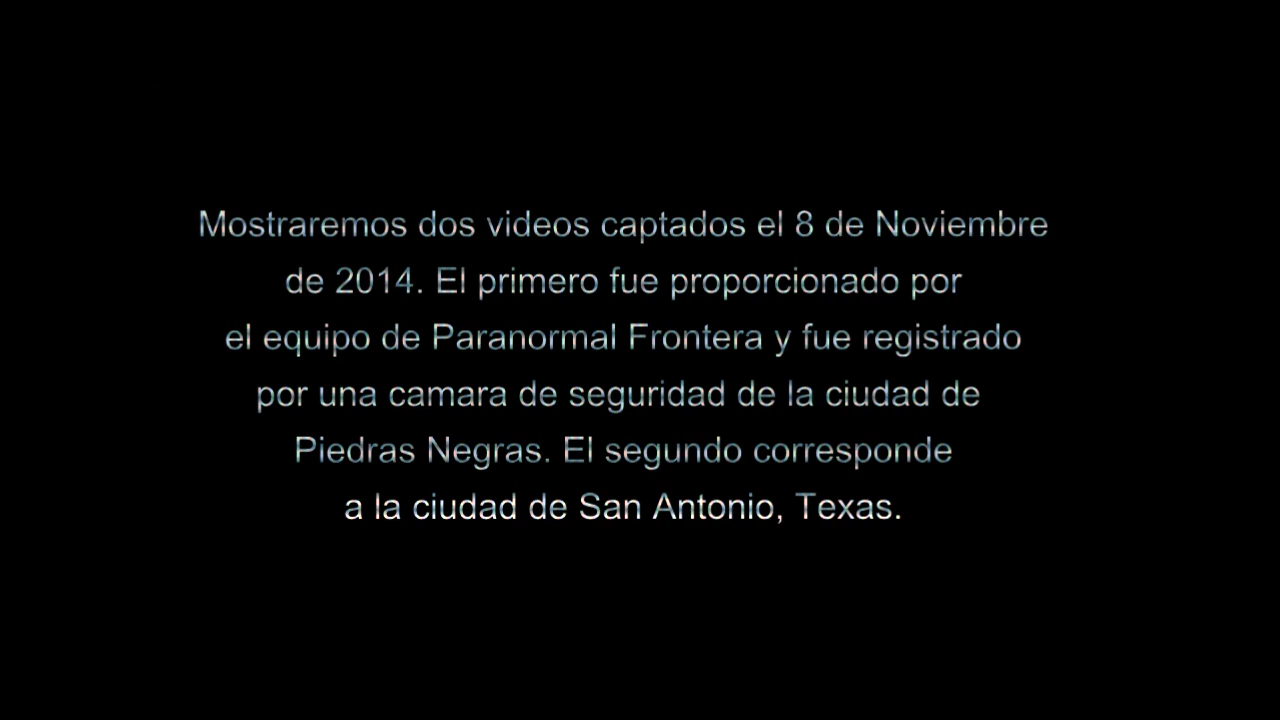 Mostraremos dos videos captados el 8 de Noviembre
de 2014. El primero fue proporcionado por
el equipo de Paranormal Frontera y fue registrado
por una camara de seguridad de la ciudad de
Piedras Negras. El segundo corresponde
a la ciudad de San Antonio, Texas.